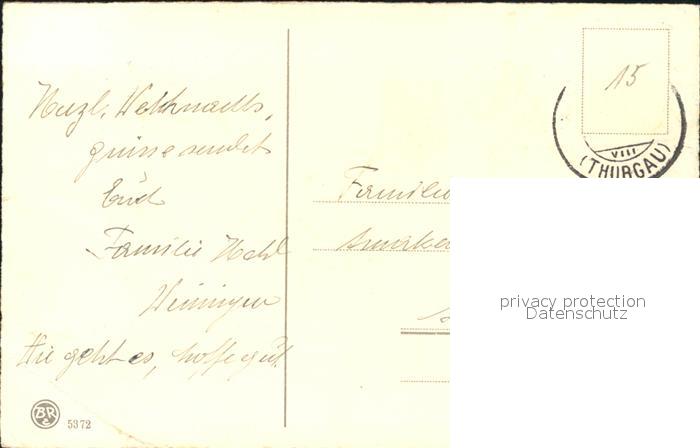 Herzl. Weihnachts-
grüsse sendet
Euch
Familie Hohl
Weiningen
Wie geht es, hoffe gut.
15
VIII
(THURGAU)
Familie
privacy protection
Datenschutz
BR
5372